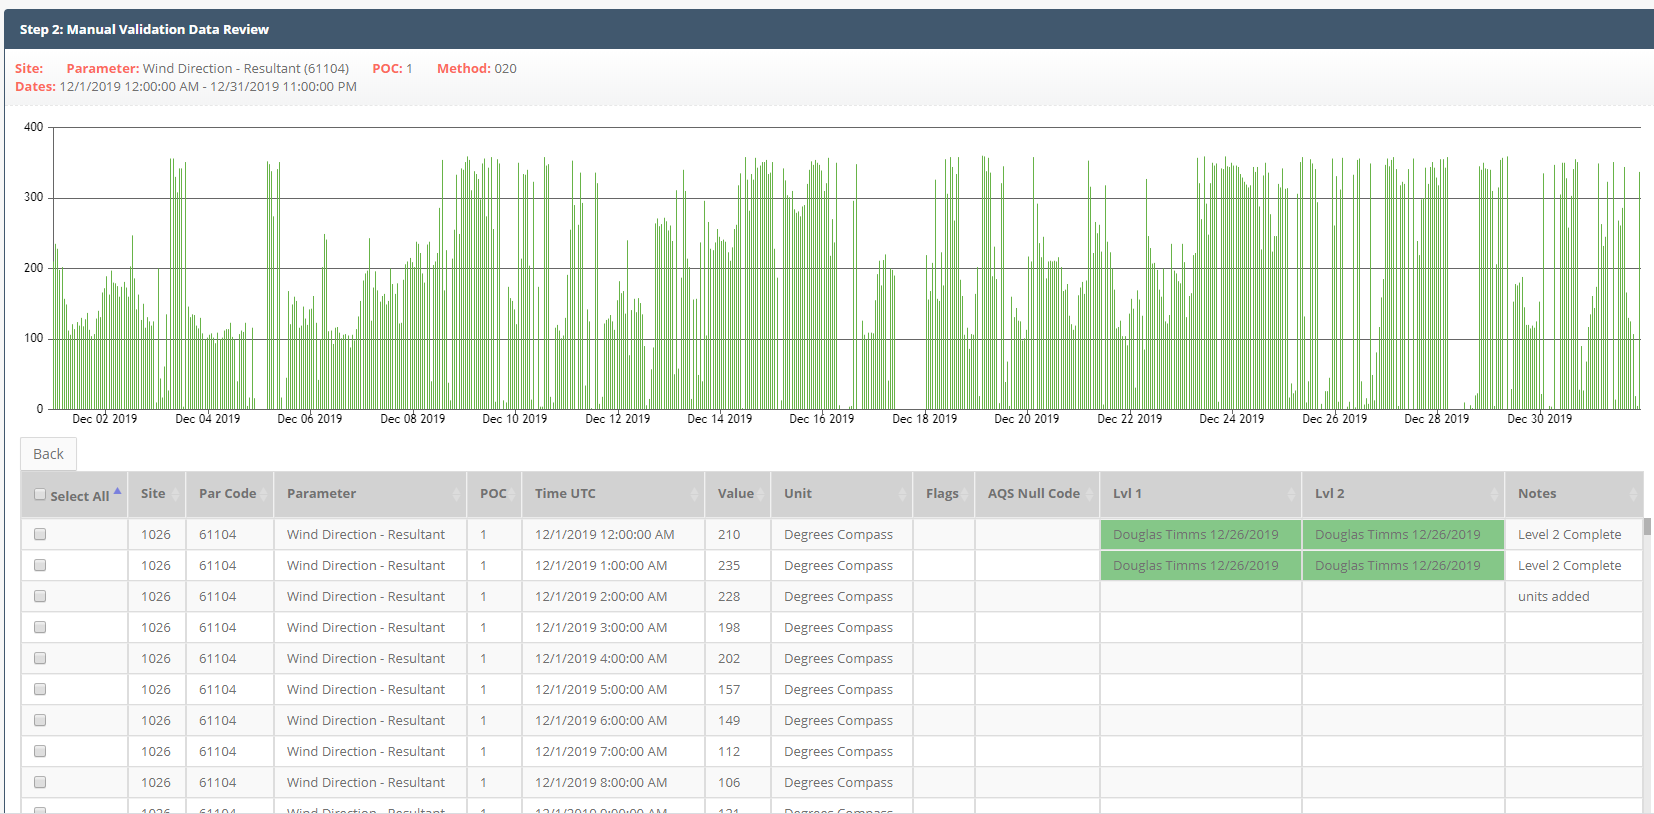 Step 2: Manual Validation Data Review
Site: Parameter: Wind Direction - Resultant (61104) POC: 1 Method: 020
Dates: 12/1/2019 12:00:00 AM - 12/31/2019 11:00:00 PM
400
300
200
100
0
Dec 02 2019 Dec 04 2019 Dec 06 2019 Dec 08 2019 Dec 10 2019 Dec 12 2019 Dec 14 2019 Dec 16 2019 Dec 18 2019 Dec 20 2019 Dec 22 2019 Dec 24 2019 Dec 26 2019 Dec 28 2019 Dec 30 2019
Back
Select All Site Par Code Parameter POC Time UTC Value Unit Flags AQS Null Code Lvl 1 Lvl 2 Notes
1026 61104 Wind Direction - Resultant 1 12/1/2019 12:00:00 AM 210 Degrees Compass Douglas Timms 12/26/2019 Douglas Timms 12/26/2019 Level 2 Complete
1026 61104 Wind Direction - Resultant 1 12/1/2019 1:00:00 AM 235 Degrees Compass Douglas Timms 12/26/2019 Douglas Timms 12/26/2019 Level 2 Complete
1026 61104 Wind Direction - Resultant 1 12/1/2019 2:00:00 AM 228 Degrees Compass units added
1026 61104 Wind Direction - Resultant 1 12/1/2019 3:00:00 AM 198 Degrees Compass
1026 61104 Wind Direction - Resultant 1 12/1/2019 4:00:00 AM 202 Degrees Compass
1026 61104 Wind Direction - Resultant 1 12/1/2019 5:00:00 AM 157 Degrees Compass
1026 61104 Wind Direction - Resultant 1 12/1/2019 6:00:00 AM 149 Degrees Compass
1026 61104 Wind Direction - Resultant 1 12/1/2019 7:00:00 AM 112 Degrees Compass
1026 61104 Wind Direction - Resultant 1 12/1/2019 8:00:00 AM 106 Degrees Compass